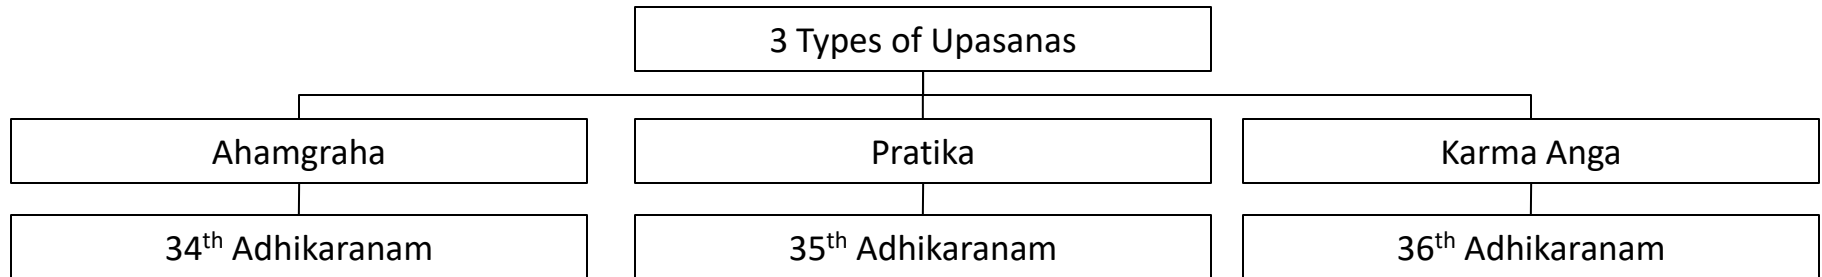 3 Types of Upasanas
Ahamgraha
Pratika
Karma Anga
34th Adhikaranam
35th Adhikaranam
36th Adhikaranam